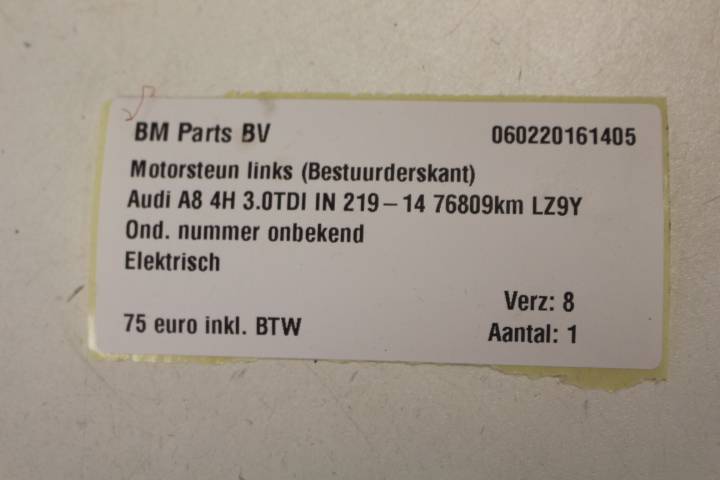 BM Parts BV 060220161405
Motorsteun links (Bestuurderskant)
Audi A8 4H 3.0TDI IN 219-14 76809km LZ9Y
Ond. nummer onbekend
Elektrisch
Verz: 8
75 euro inkl. BTW Aantal: 1